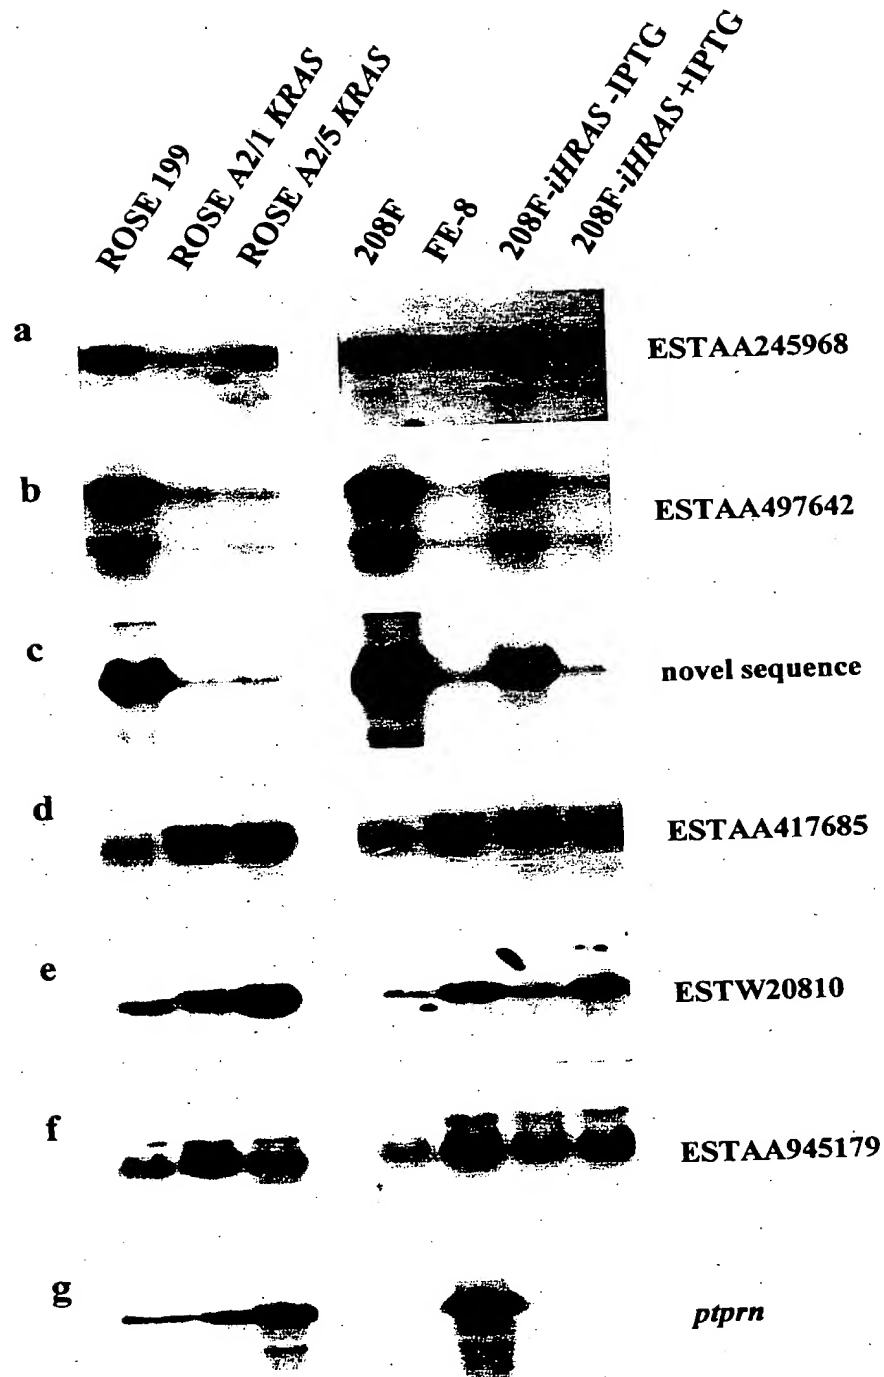 ROSE 199
ROSE A2/1 KRAS
ROSE A2/5 KRAS
208F
FE-8
208F-iHRAS -IPTG
208F-iHRAS +IPTG
a
ESTAA245968
b
ESTAA497642
c
novel sequence
d
ESTAA417685
e
ESTW20810
f
ESTAA945179
g
ptprn